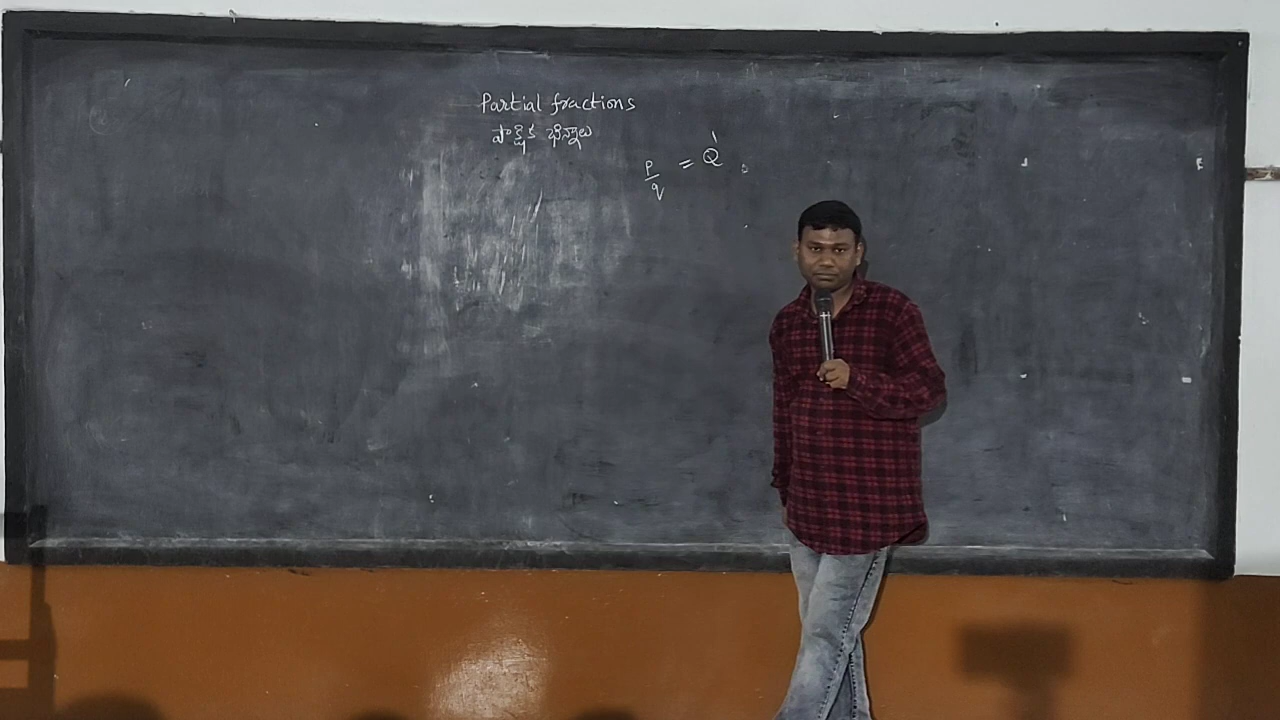 Partial fractions
పాక్షిక భిన్నాలు
p/q = Q'